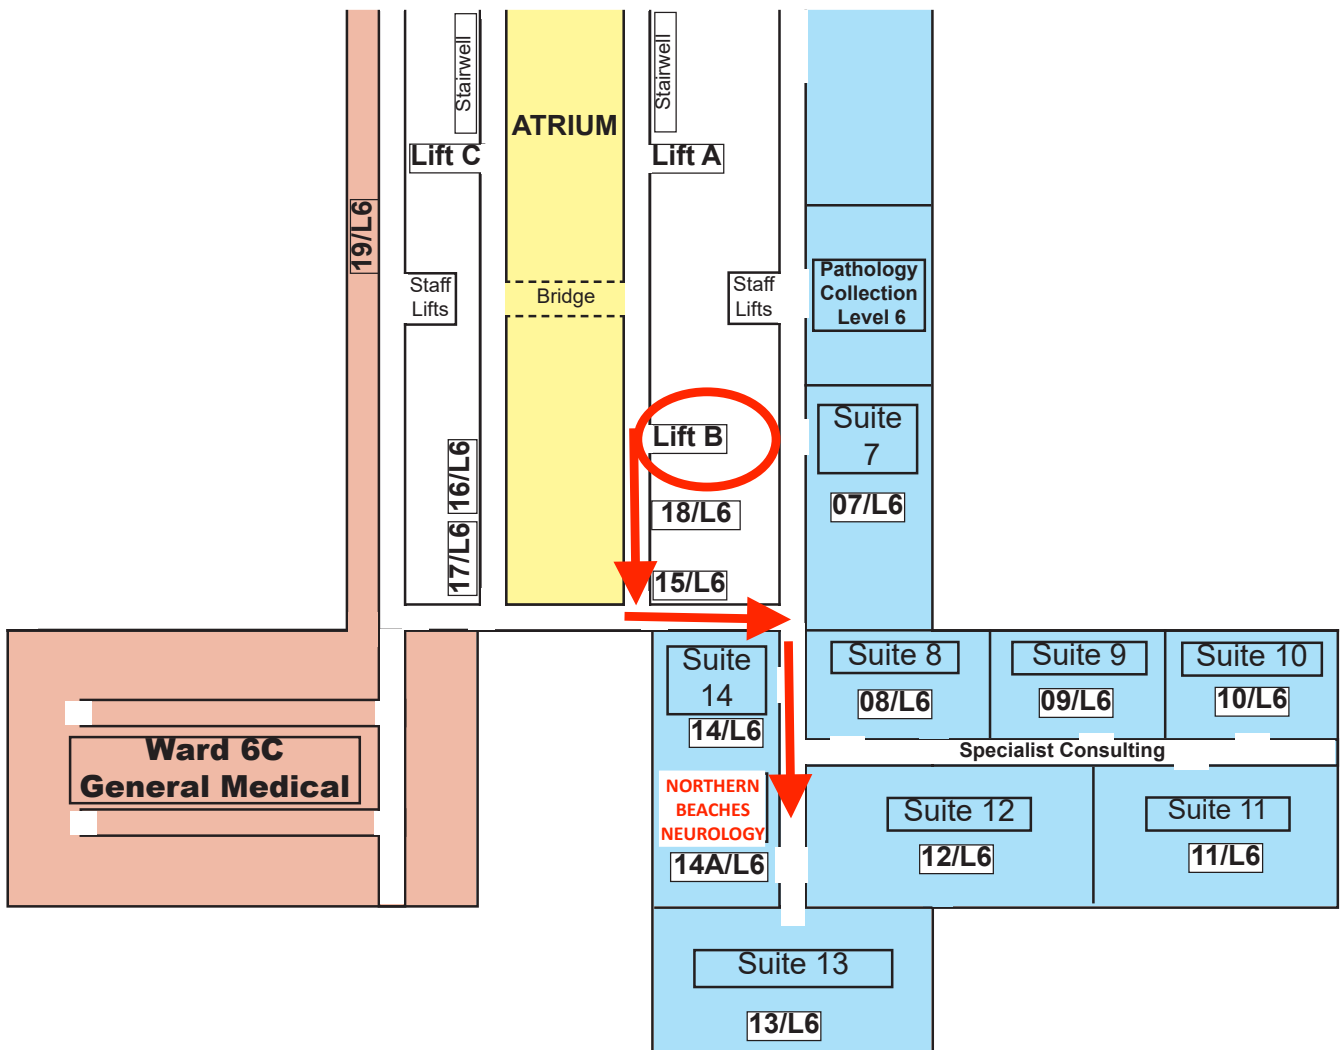 Stairwell
Stairwell
ATRIUM
Lift C
Lift A
19/L6
Staff
Lifts
Bridge
Staff
Lifts
Pathology
Collection
Level 6
Lift B
Suite
7
16/L6
18/L6
07/L6
17/L6
15/L6
Suite
14
Suite 8
Suite 9
Suite 10
14/L6
08/L6
09/L6
10/L6
Ward 6C
General Medical
Specialist Consulting
NORTHERN
BEACHES
NEUROLOGY
14A/L6
Suite 12
12/L6
Suite 11
11/L6
Suite 13
13/L6